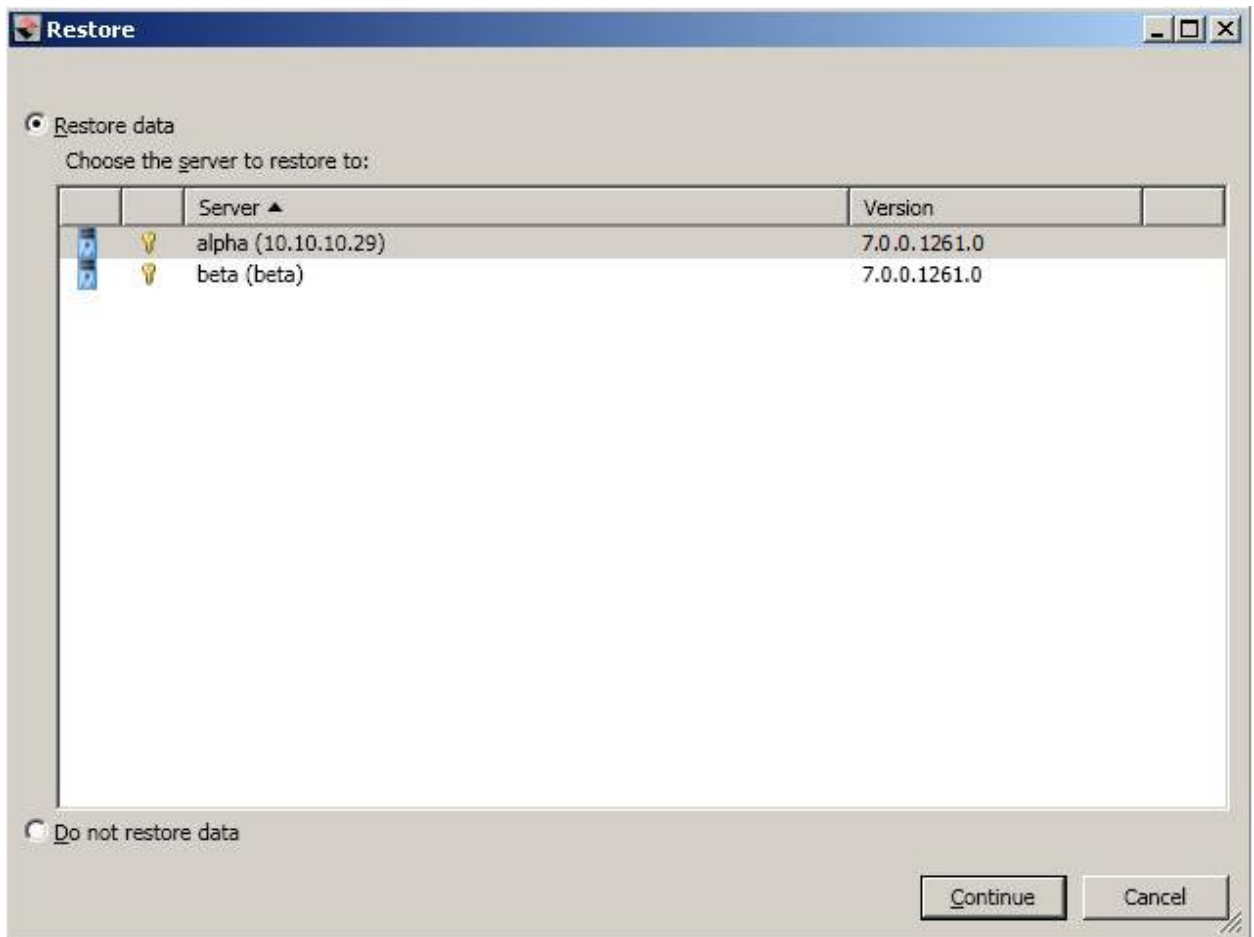 Restore
Restore data
Choose the server to restore to:
Server Version
alpha (10.10.10.29) 7.0.0.1261.0
beta (beta) 7.0.0.1261.0
Do not restore data
Continue Cancel